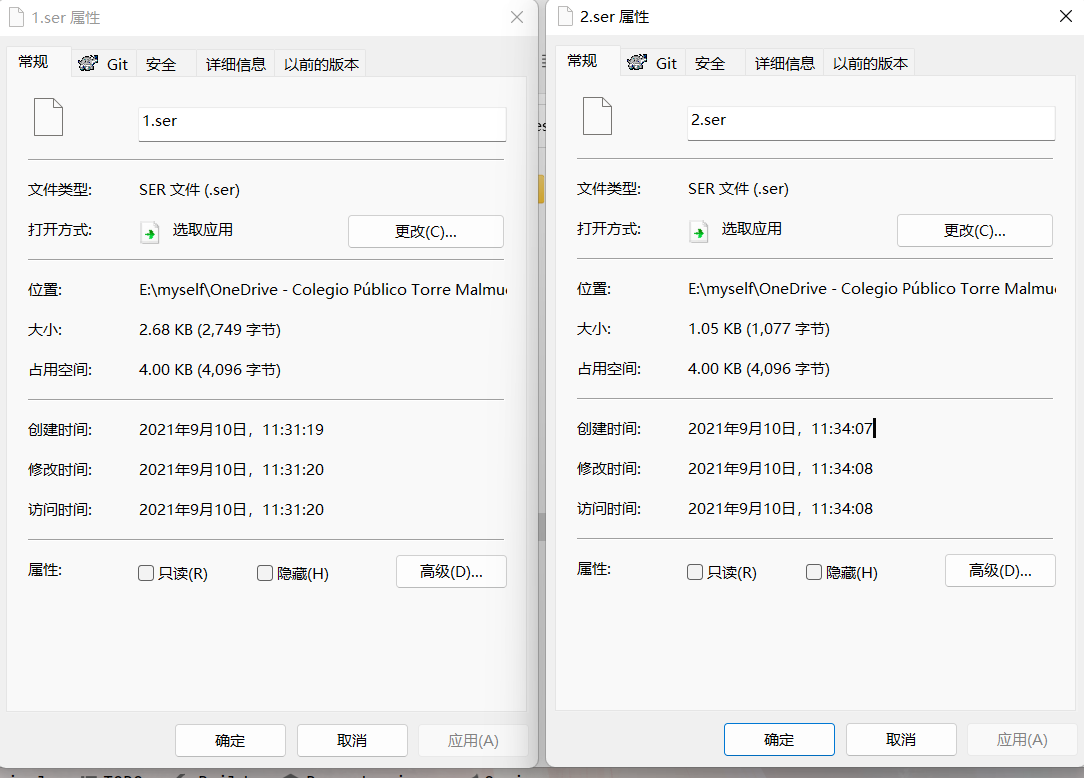 1.ser 属性
常规 Git 安全 详细信息 以前的版本
1.ser
文件类型: SER 文件 (.ser)
打开方式: 选取应用 更改(C)...
位置: E:\myself\OneDrive - Colegio Público Torre Malmu
大小: 2.68 KB (2,749 字节)
占用空间: 4.00 KB (4,096 字节)
创建时间: 2021年9月10日，11:31:19
修改时间: 2021年9月10日，11:31:20
访问时间: 2021年9月10日，11:31:20
属性: 只读(R) 隐藏(H) 高级(D)...
确定 取消 应用(A)
2.ser 属性
常规 Git 安全 详细信息 以前的版本
2.ser
文件类型: SER 文件 (.ser)
打开方式: 选取应用 更改(C)...
位置: E:\myself\OneDrive - Colegio Público Torre Malmu
大小: 1.05 KB (1,077 字节)
占用空间: 4.00 KB (4,096 字节)
创建时间: 2021年9月10日，11:34:07
修改时间: 2021年9月10日，11:34:08
访问时间: 2021年9月10日，11:34:08
属性: 只读(R) 隐藏(H) 高级(D)...
确定 取消 应用(A)